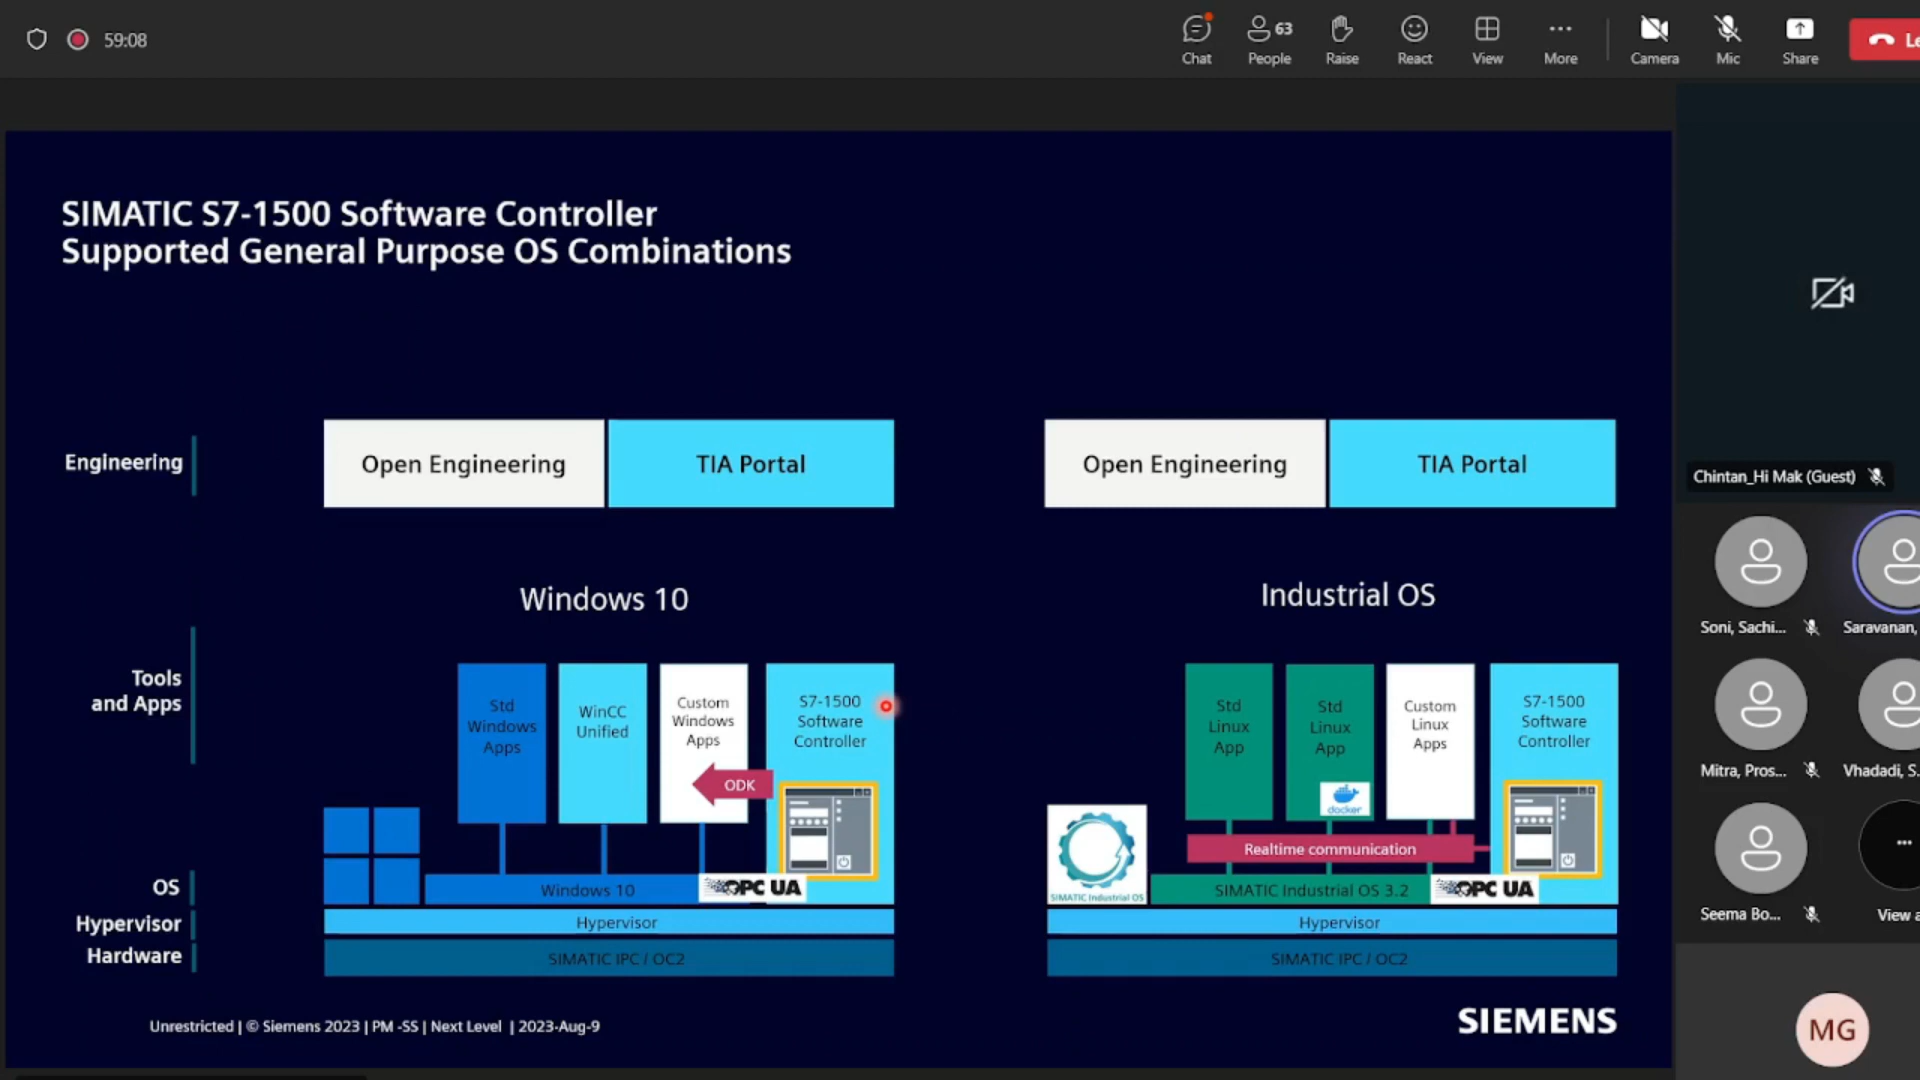 59:08
Chat
63
People
Raise
React
View
More
Camera
Mic
Share
Le
SIMATIC S7-1500 Software Controller
Supported General Purpose OS Combinations
Engineering
Open Engineering
TIA Portal
Open Engineering
TIA Portal
Windows 10
Industrial OS
Tools
and Apps
Std
Windows
Apps
WinCC
Unified
Custom
Windows
Apps
S7-1500
Software
Controller
ODK
Std
Linux
App
Std
Linux
App
docker
Custom
Linux
Apps
S7-1500
Software
Controller
Realtime communication
SIMATIC Industrial OS
OS
Windows 10
OPC UA
SIMATIC Industrial OS 3.2
OPC UA
Hypervisor
Hypervisor
Hypervisor
Hardware
SIMATIC IPC / OC2
SIMATIC IPC / OC2
Unrestricted | © Siemens 2023 | PM -SS | Next Level | 2023-Aug-9
SIEMENS
Chintan_Hi Mak (Guest)
Soni, Sachi...
Saravanan,
Mitra, Pros...
Vhadadi, S.
Seema Bo...
View a
MG